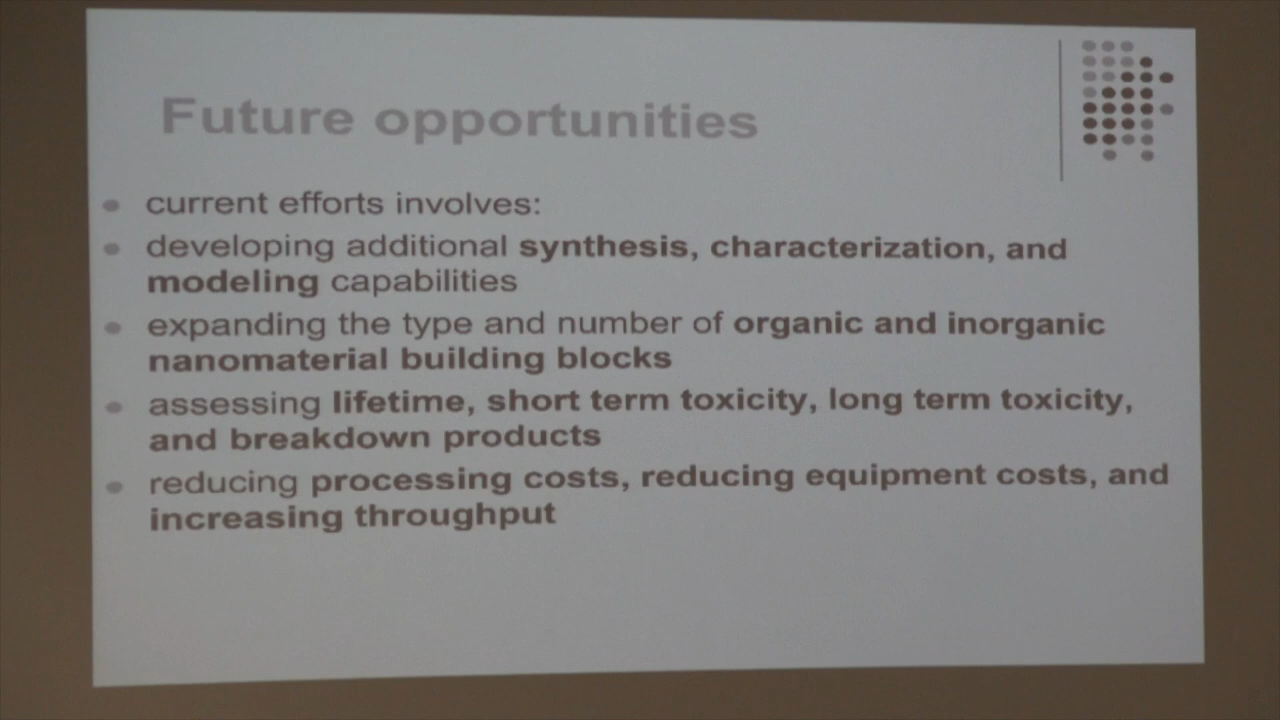 Future opportunities
current efforts involves:
developing additional synthesis, characterization, and
modeling capabilities
expanding the type and number of organic and inorganic
nanomaterial building blocks
assessing lifetime, short term toxicity, long term toxicity,
and breakdown products
reducing processing costs, reducing equipment costs, and
increasing throughput